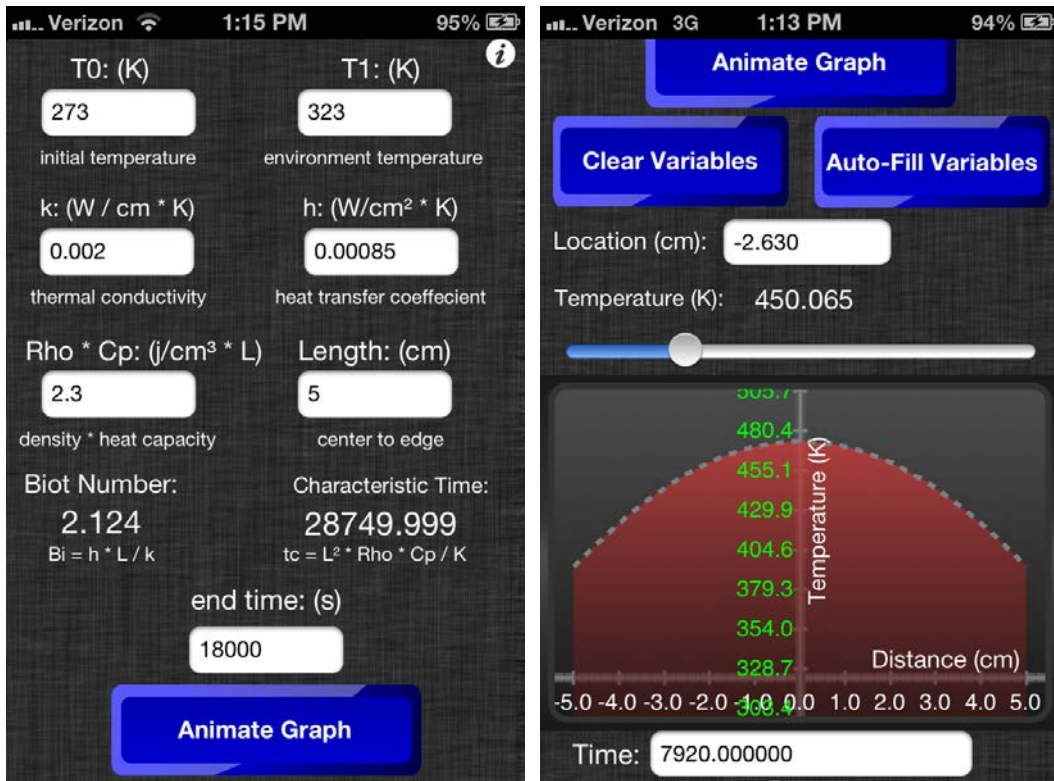 Verizon 1:15 PM 95%
T0: (K) T1: (K)
273 323
initial temperature environment temperature
k: (W / cm * K) h: (W/cm² * K)
0.002 0.00085
thermal conductivity heat transfer coeffecient
Rho * Cp: (j/cm³ * L) Length: (cm)
2.3 5
density * heat capacity center to edge
Biot Number: Characteristic Time:
2.124 28749.999
Bi = h * L / k tc = L² * Rho * Cp / K
end time: (s)
18000
Animate Graph
Verizon 3G 1:13 PM 94%
Animate Graph
Clear Variables Auto-Fill Variables
Location (cm): -2.630
Temperature (K): 450.065
505.7
480.4
455.1
429.9
404.6
379.3
354.0
328.7
303.4
Temperature (K)
Distance (cm)
-5.0 -4.0 -3.0 -2.0 -1.0 0.0 1.0 2.0 3.0 4.0 5.0
Time: 7920.000000